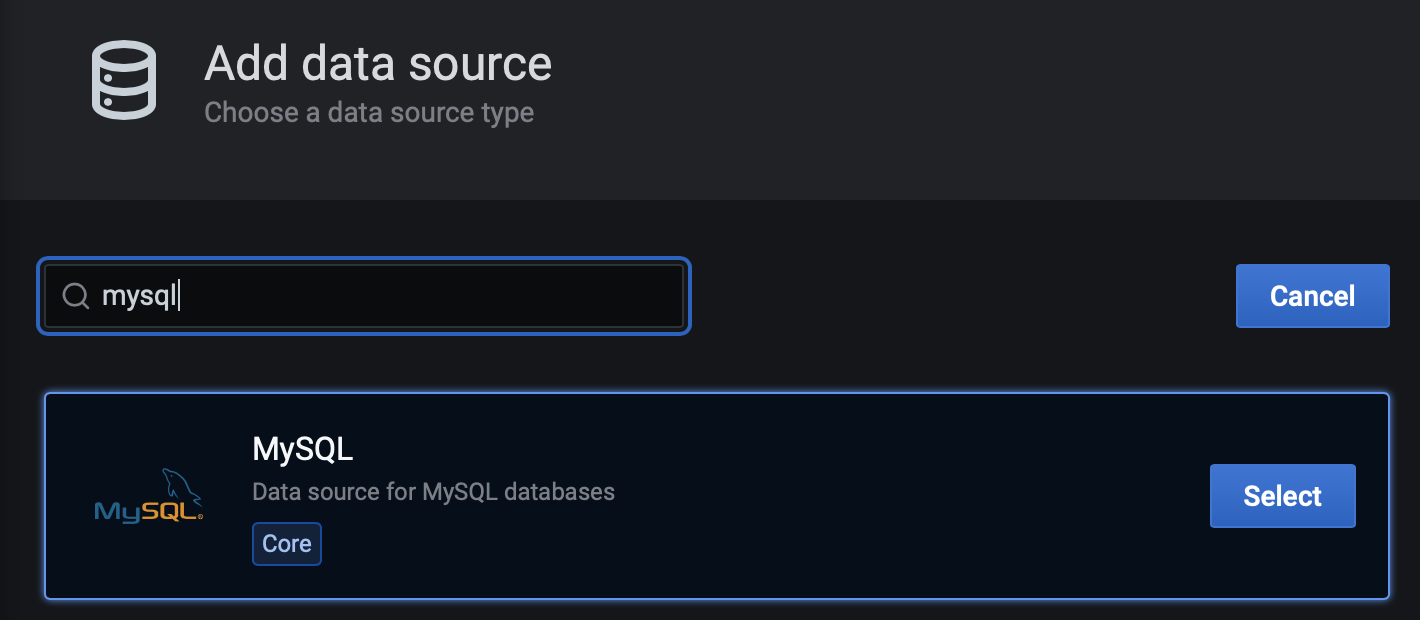 Add data source
Choose a data source type
mysql
Cancel
MySQL
Data source for MySQL databases
MySQL®
Core
Select